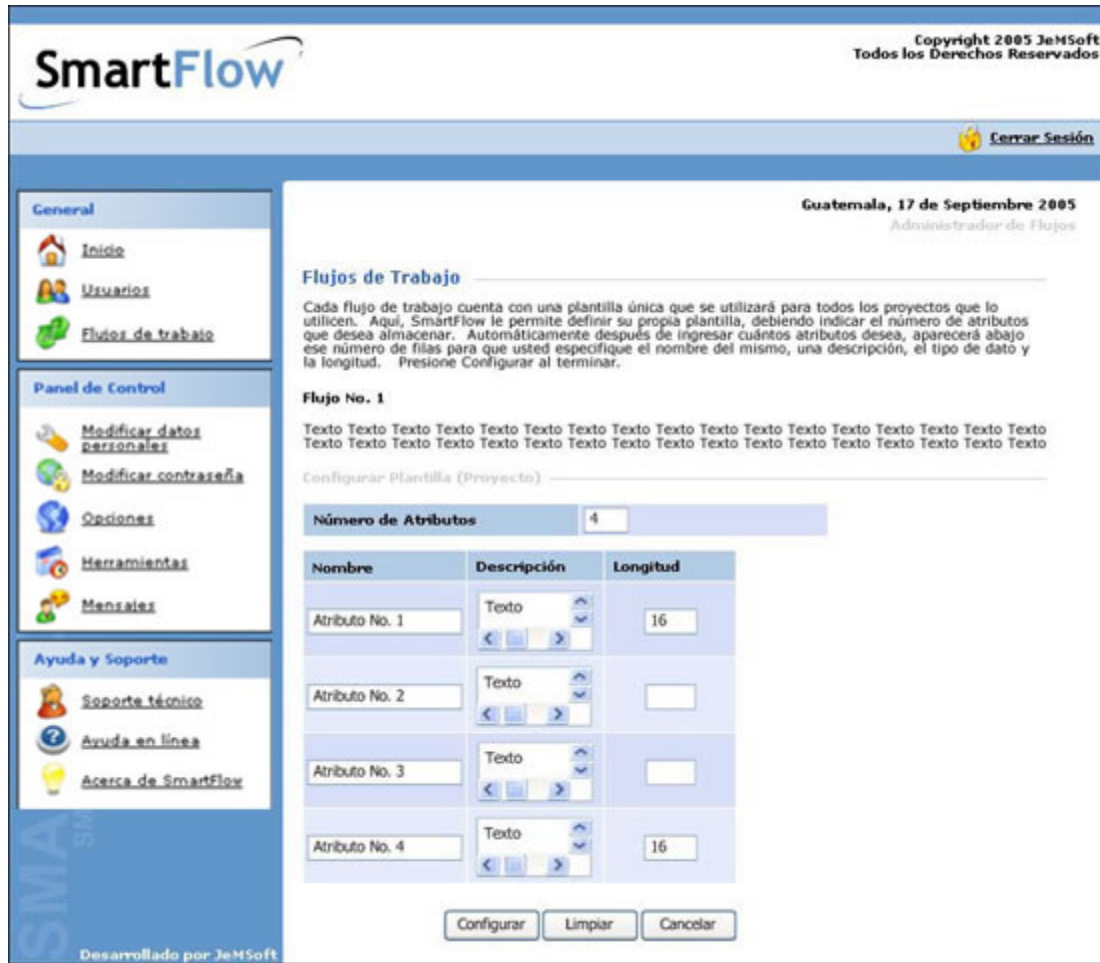 SmartFlow
Copyright 2005 JeMSoft
Todos los Derechos Reservados
Cerrar Sesión
General
Inicio
Usuarios
Flujos de trabajo
Panel de Control
Modificar datos
personales
Modificar contraseña
Opciones
Herramientas
Mensajes
Ayuda y Soporte
Soporte técnico
Ayuda en línea
Acerca de SmartFlow
SMA
SM
Desarrollado por JeMSoft
Guatemala, 17 de Septiembre 2005
Administrador de Flujos
Flujos de Trabajo
Cada flujo de trabajo cuenta con una plantilla única que se utilizará para todos los proyectos que lo
utilicen. Aquí, SmartFlow le permite definir su propia plantilla, debiendo indicar el número de atributos
que desea almacenar. Automáticamente después de ingresar cuántos atributos desea, aparecerá abajo
ese número de filas para que usted especifique el nombre del mismo, una descripción, el tipo de dato y
la longitud. Presione Configurar al terminar.
Flujo No. 1
Texto Texto Texto Texto Texto Texto Texto Texto Texto Texto Texto Texto Texto Texto Texto Texto Texto
Texto Texto Texto Texto Texto Texto Texto Texto Texto Texto Texto Texto Texto Texto Texto Texto Texto
Configurar Plantilla (Proyecto)
Número de Atributos 4
Nombre Descripción Longitud
Atributo No. 1 Texto 16
Atributo No. 2 Texto
Atributo No. 3 Texto
Atributo No. 4 Texto 16
Configurar Limpiar Cancelar